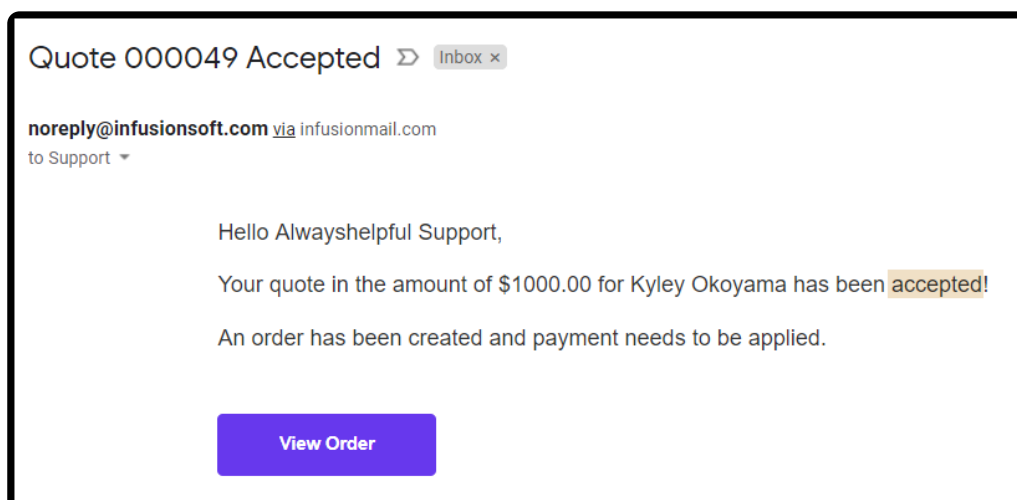 Quote 000049 Accepted Inbox ×
noreply@infusionsoft.com via infusionmail.com
to Support
Hello Alwayshelpful Support,
Your quote in the amount of $1000.00 for Kyley Okoyama has been accepted!
An order has been created and payment needs to be applied.
View Order